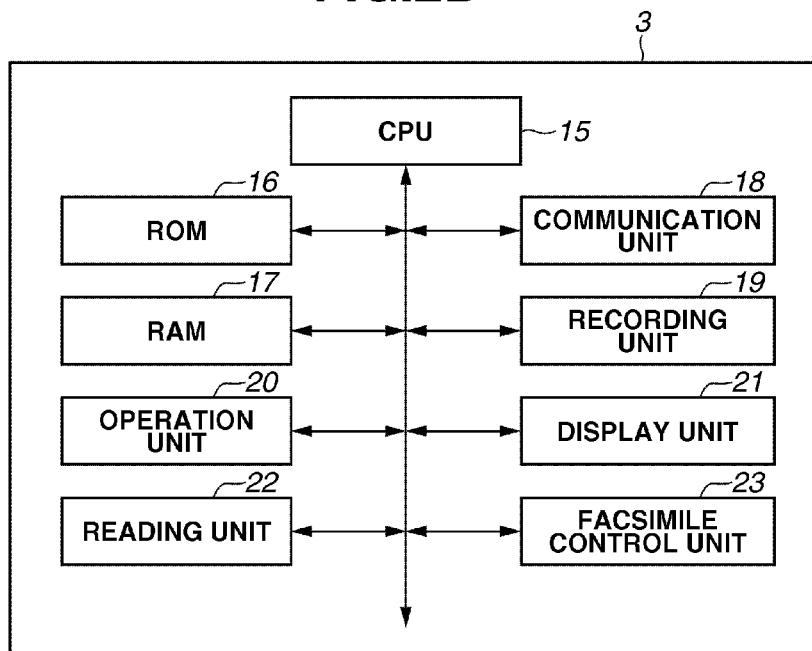 3
CPU
15
16
ROM
18
COMMUNICATION
UNIT
17
RAM
19
RECORDING
UNIT
20
OPERATION
UNIT
21
DISPLAY UNIT
22
READING UNIT
23
FACSIMILE
CONTROL UNIT